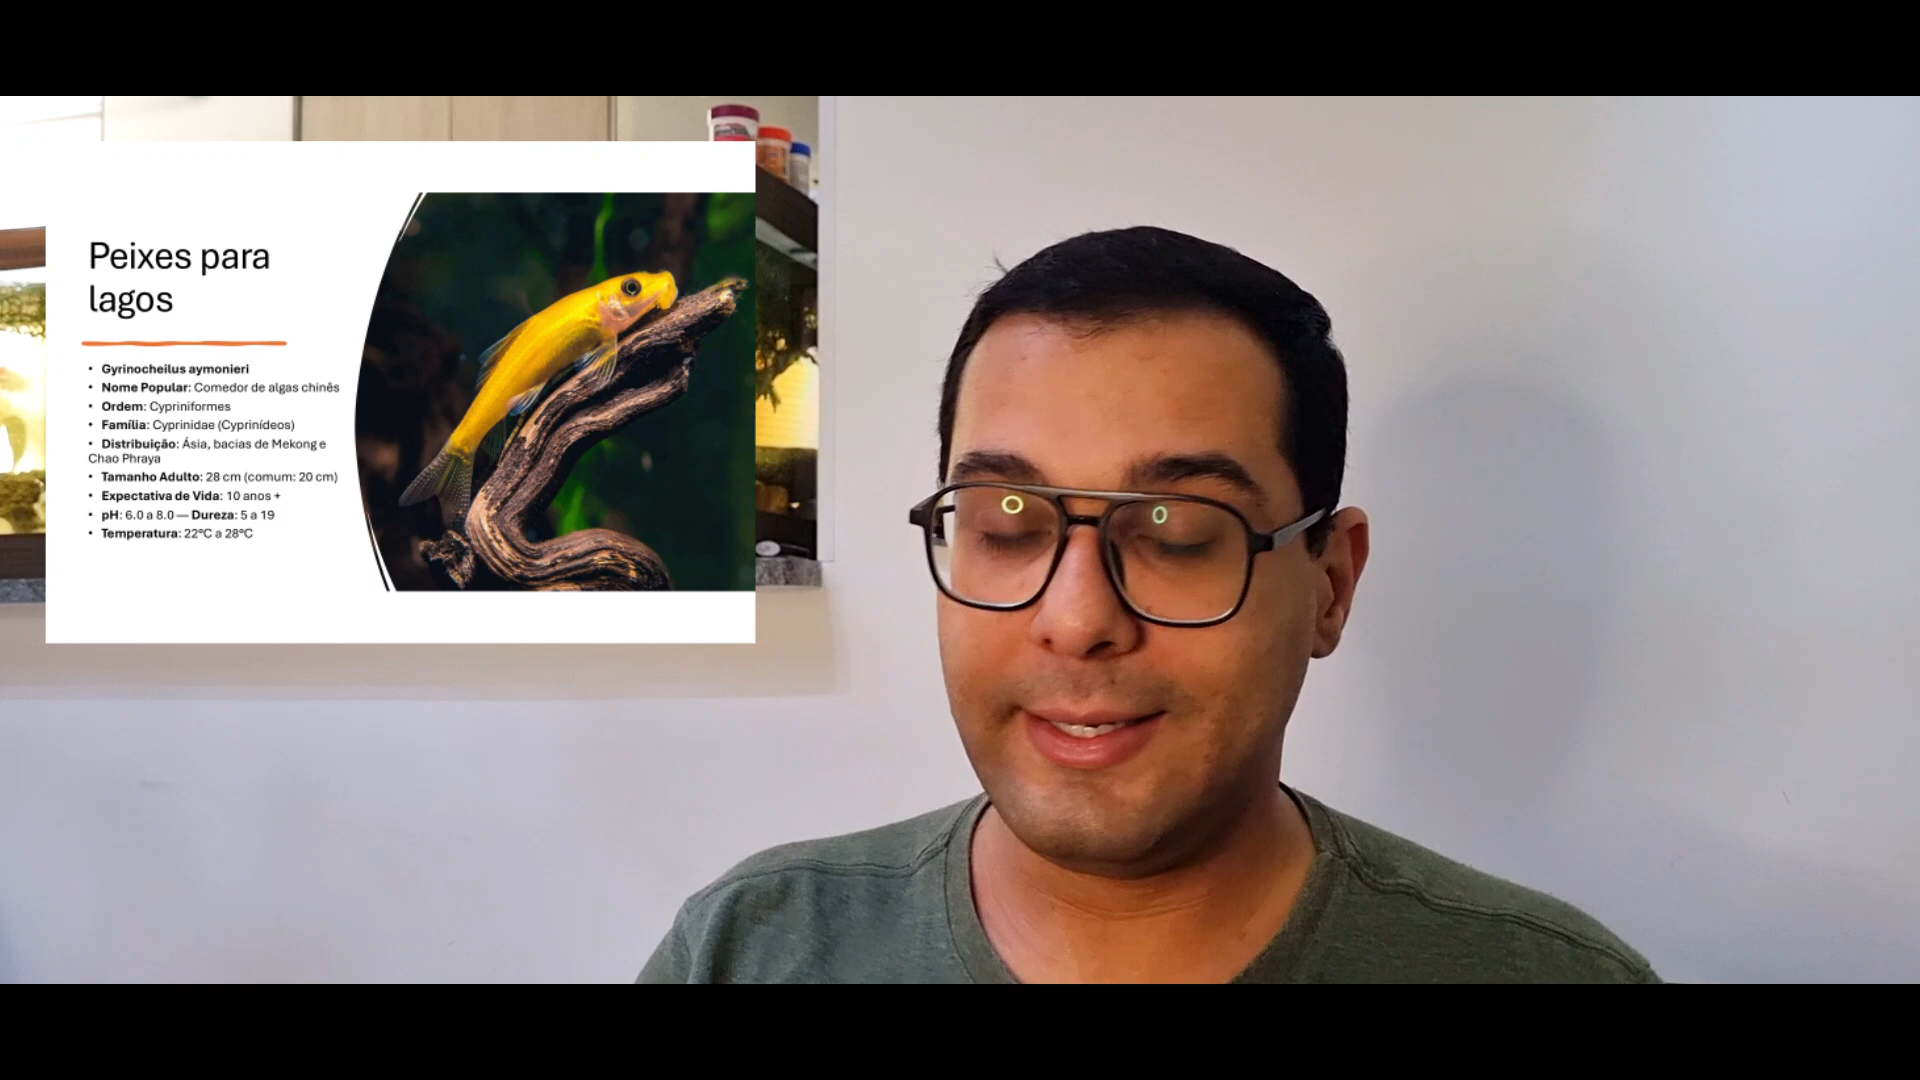 Peixes para
lagos
• Gyrinocheilus aymonieri
• Nome Popular: Comedor de algas chinês
• Ordem: Cypriniformes
• Família: Cyprinidae (Cyprinídeos)
• Distribuição: Ásia, bacias de Mekong e
Chao Phraya
• Tamanho Adulto: 28 cm (comum: 20 cm)
• Expectativa de Vida: 10 anos +
• pH: 6.0 a 8.0 — Dureza: 5 a 19
• Temperatura: 22°C a 28°C